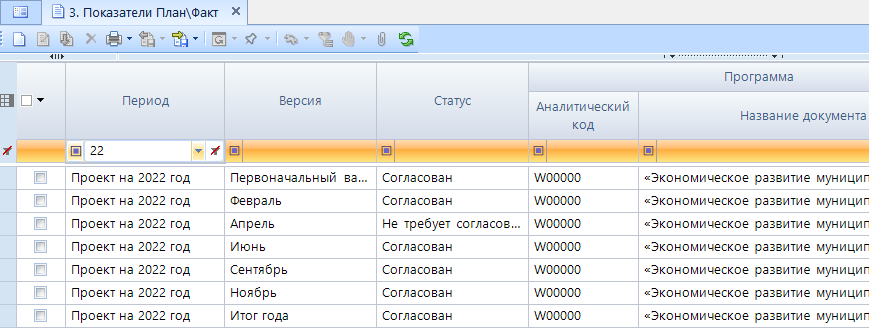 3. Показатели План\Факт
Период Версия Статус Программа
Аналитический код Название документа
22
Проект на 2022 год Первоначальный ва... Согласован W00000 «Экономическое развитие муницип
Проект на 2022 год Февраль Согласован W00000 «Экономическое развитие муницип
Проект на 2022 год Апрель Не требует согласов... W00000 «Экономическое развитие муницип
Проект на 2022 год Июнь Согласован W00000 «Экономическое развитие муницип
Проект на 2022 год Сентябрь Согласован W00000 «Экономическое развитие муницип
Проект на 2022 год Ноябрь Согласован W00000 «Экономическое развитие муницип
Проект на 2022 год Итог года Согласован W00000 «Экономическое развитие муницип